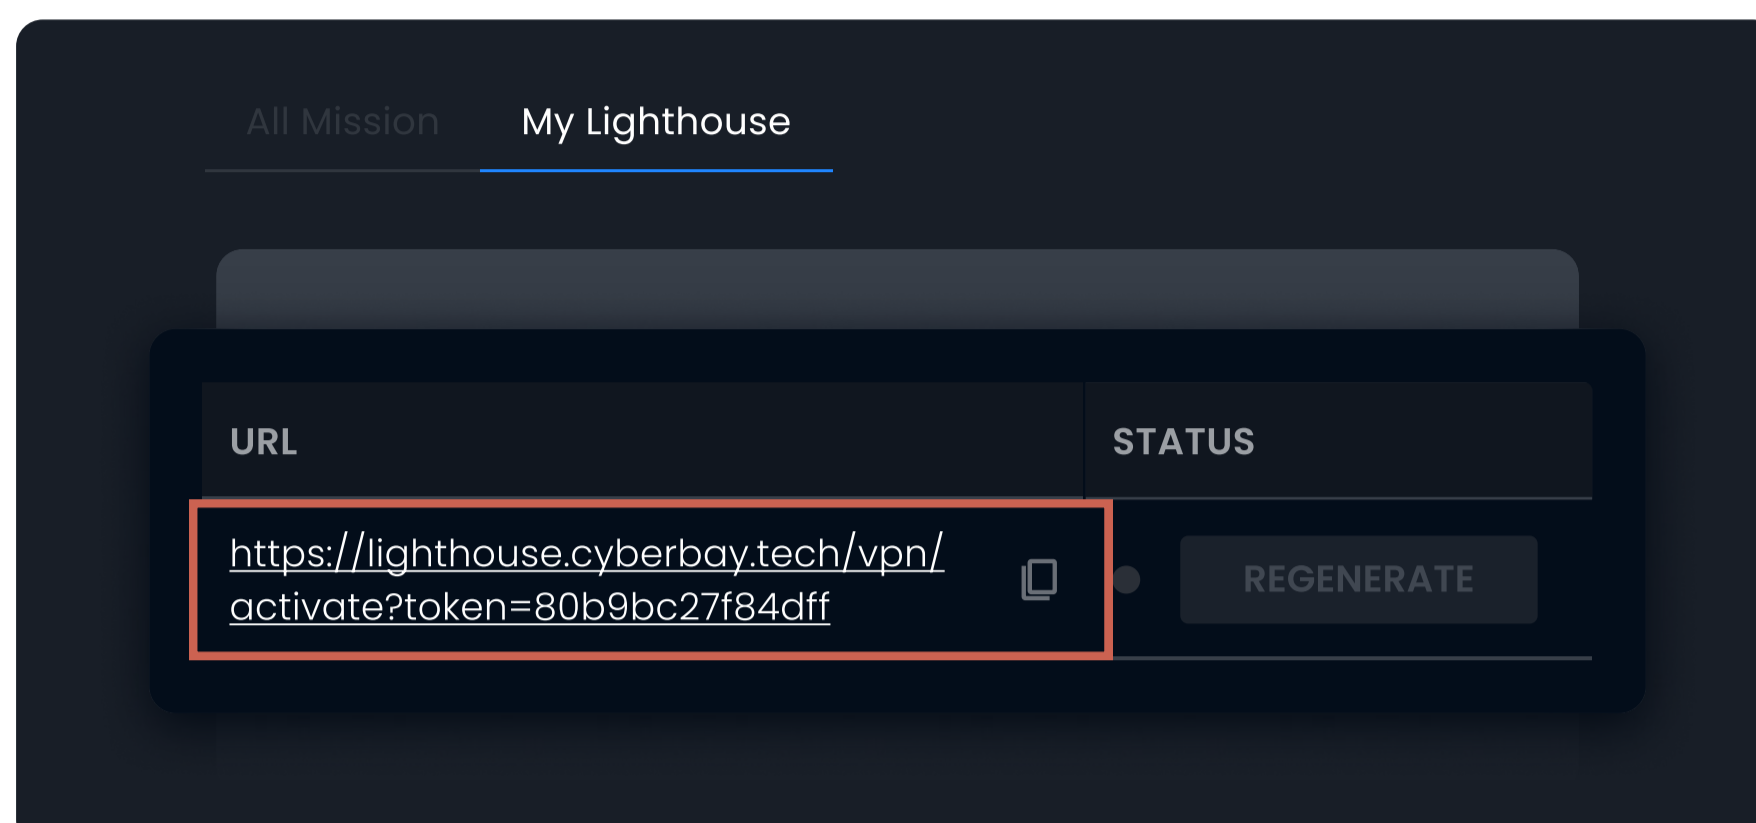 All Mission
My Lighthouse
URL
STATUS
https://lighthouse.cyberbay.tech/vpn/
activate?token=80b9bc27f84dff
REGENERATE